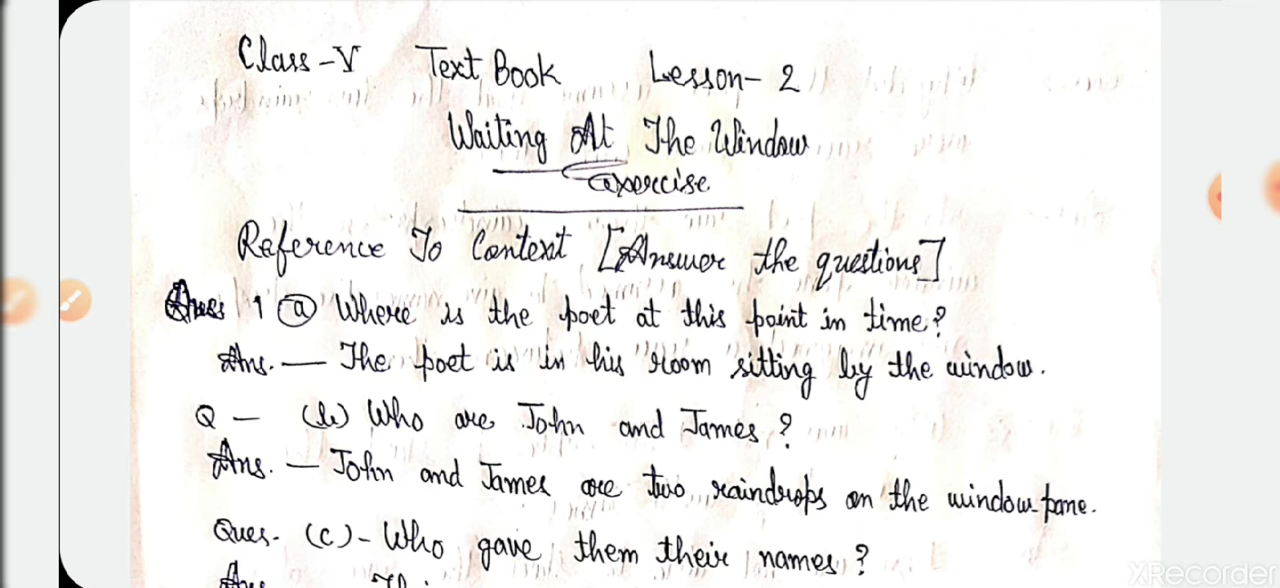 Class-V Text Book Lesson-2
Waiting At The Window
Exercise
Reference To Context [Answer the questions]
Ques 1 (a) Where is the poet at this point in time?
Ans. — The poet is in his room sitting by the window.
Q — (b) Who are John and James?
Ans. — John and James are two raindrops on the window pane.
Ques. (c) - Who gave them their names?
Ans
XRecorder